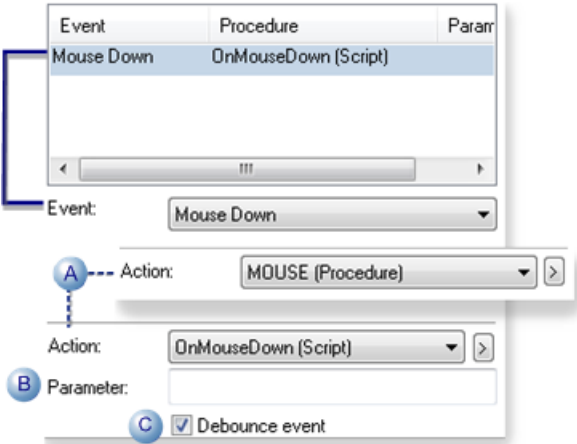 Event Procedure Param
Mouse Down OnMouseDown (Script)
Event: Mouse Down
A Action: MOUSE (Procedure) >
Action: OnMouseDown (Script) >
B Parameter:
C Debounce event